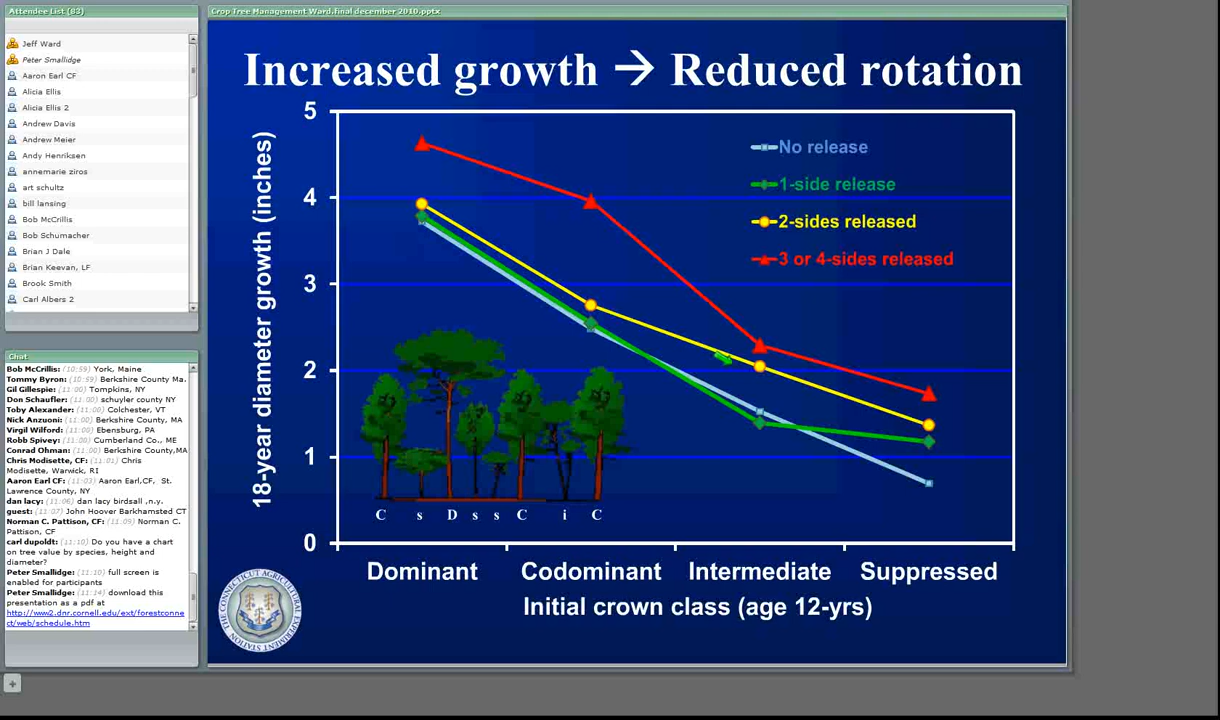 Attendee List (83)
Jeff Ward
Peter Smallidge
Aaron Earl CF
Alicia Ellis
Alicia Ellis 2
Andrew Davis
Andrew Meier
Andy Henriksen
annemarie ziros
art schultz
bill lansing
Bob McCrillis
Bob Schumacher
Brian J Dale
Brian Keevan, LF
Brook Smith
Carl Albers 2
Chat
Bob McCrillis: (10:59) York, Maine
Tommy Byron: (10:59) Berkshire County Ma.
Gil Gillespie: (11:00) Tompkins, NY
Don Schaufler: (11:00) schuyler county NY
Toby Alexander: (11:00) Colchester, VT
Nick Anzuoni: (11:00) Berkshire County, MA
Virgil Wilford: (11:00) Ebensburg, PA
Robb Spivey: (11:00) Cumberland Co., ME
Conrad Ohman: (11:00) Berkshire County,MA
Chris Modisette, CF: (11:01) Chris
Modisette, Warwick, RI
Aaron Earl CF: (11:03) Aaron Earl,CF, St.
Lawrence County, NY
dan lacy: (11:06) dan lacy birdsall ,n.y.
guest: (11:07) John Hoover Barkhamsted CT
Norman C. Pattison, CF: (11:09) Norman C.
Pattison, CF
carl dupoldt: (11:10) Do you have a chart
on tree value by species, height and
diameter?
Peter Smallidge: (11:10) full screen is
enabled for participants
Peter Smallidge: (11:14) download this
presentation as a pdf at
http://www2.dnr.cornell.edu/ext/forestconne
ct/web/schedule.htm
Crop Tree Management Ward.final december 2010.pptx
Increased growth → Reduced rotation
18-year diameter growth (inches)
5
4
3
2
1
0
No release
1-side release
2-sides released
3 or 4-sides released
C s D s s C i C
Dominant Codominant Intermediate Suppressed
Initial crown class (age 12-yrs)
THE CONNECTICUT AGRICULTURAL EXPERIMENT STATION